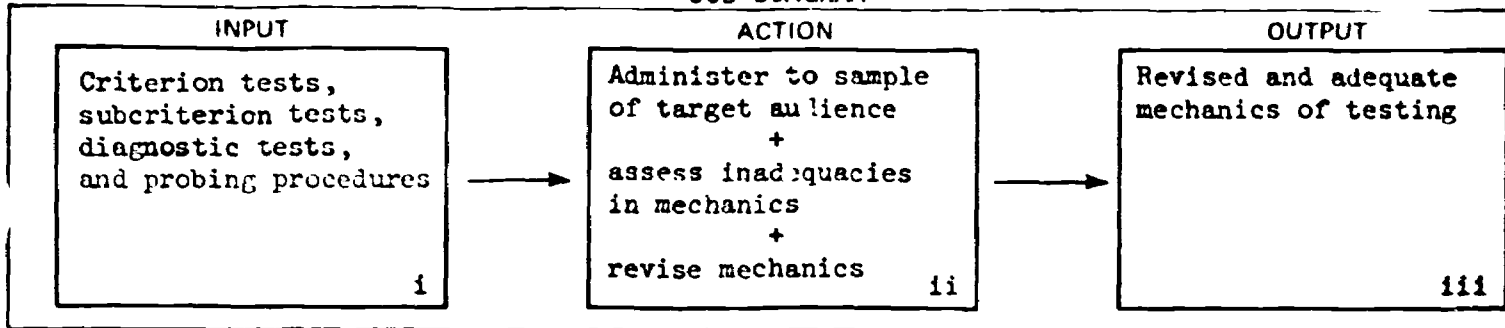 INPUT
Criterion tests,
subcriterion tests,
diagnostic tests,
and probing procedures
i
ACTION
Administer to sample
of target audience
+
assess inadequacies
in mechanics
+
revise mechanics
ii
OUTPUT
Revised and adequate
mechanics of testing
iii